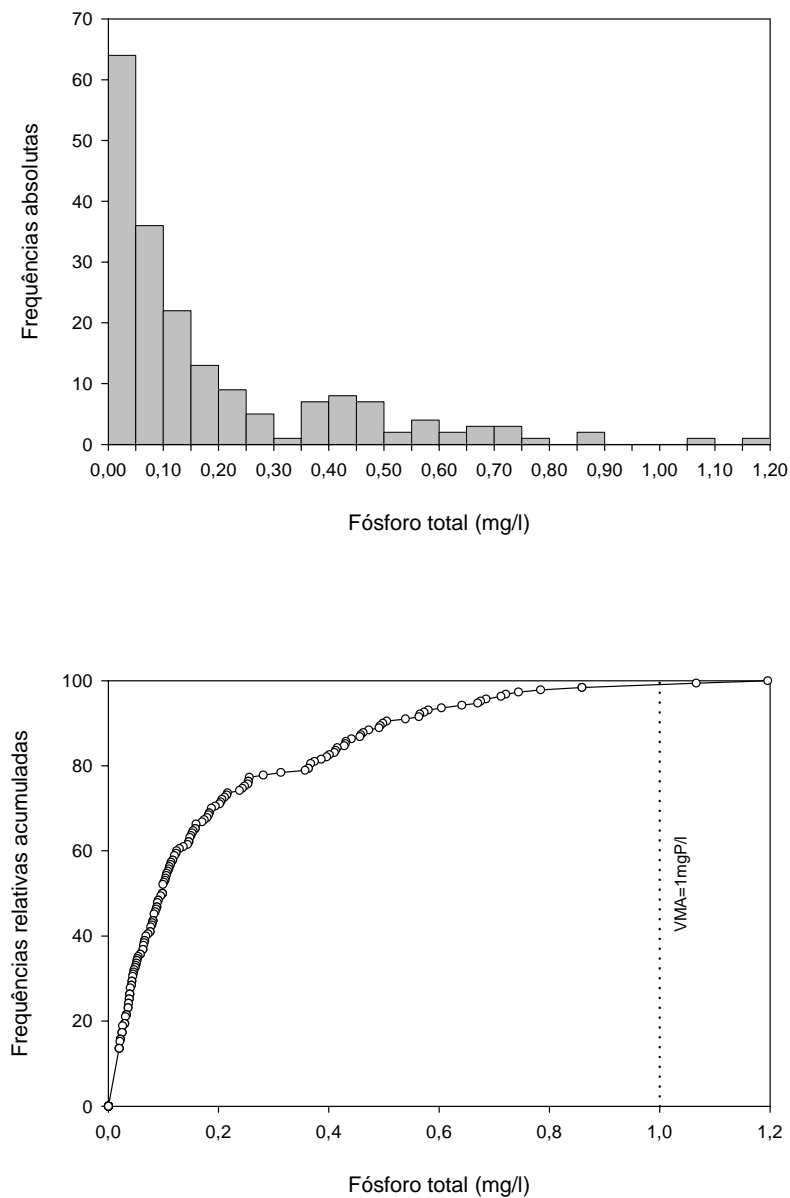 70
60
50
40
30
20
10
0
Frequências absolutas
0,00 0,10 0,20 0,30 0,40 0,50 0,60 0,70 0,80 0,90 1,00 1,10 1,20
Fósforo total (mg/l)
100
80
60
40
20
0
Frequências relativas acumuladas
VMA=1mgP/l
0,0 0,2 0,4 0,6 0,8 1,0 1,2
Fósforo total (mg/l)